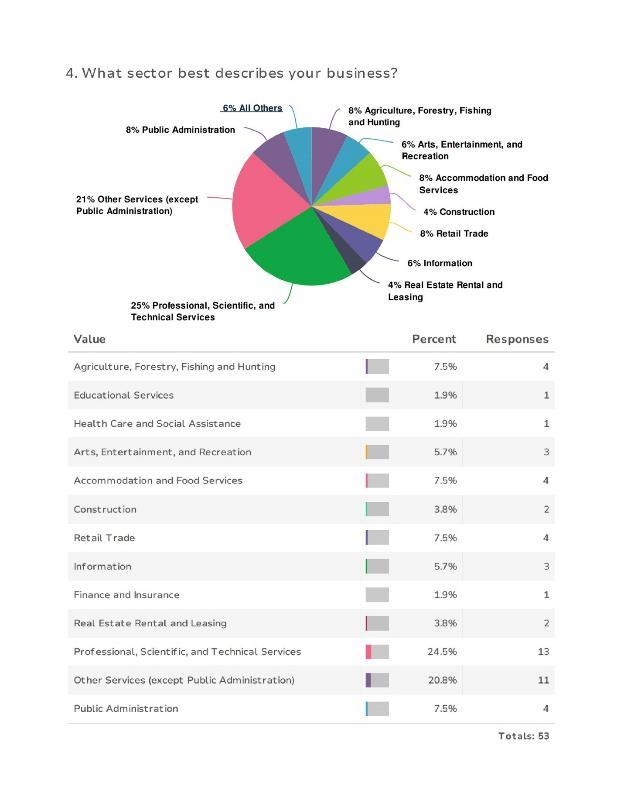 4. What sector best describes your business?
6% All Others
8% Agriculture, Forestry, Fishing
and Hunting
8% Public Administration
6% Arts, Entertainment, and
Recreation
8% Accommodation and Food
Services
21% Other Services (except
Public Administration)
4% Construction
8% Retail Trade
6% Information
4% Real Estate Rental and
Leasing
25% Professional, Scientific, and
Technical Services
Value Percent Responses
Agriculture, Forestry, Fishing and Hunting 7.5% 4
Educational Services 1.9% 1
Health Care and Social Assistance 1.9% 1
Arts, Entertainment, and Recreation 5.7% 3
Accommodation and Food Services 7.5% 4
Construction 3.8% 2
Retail Trade 7.5% 4
Information 5.7% 3
Finance and Insurance 1.9% 1
Real Estate Rental and Leasing 3.8% 2
Professional, Scientific, and Technical Services 24.5% 13
Other Services (except Public Administration) 20.8% 11
Public Administration 7.5% 4
Totals: 53